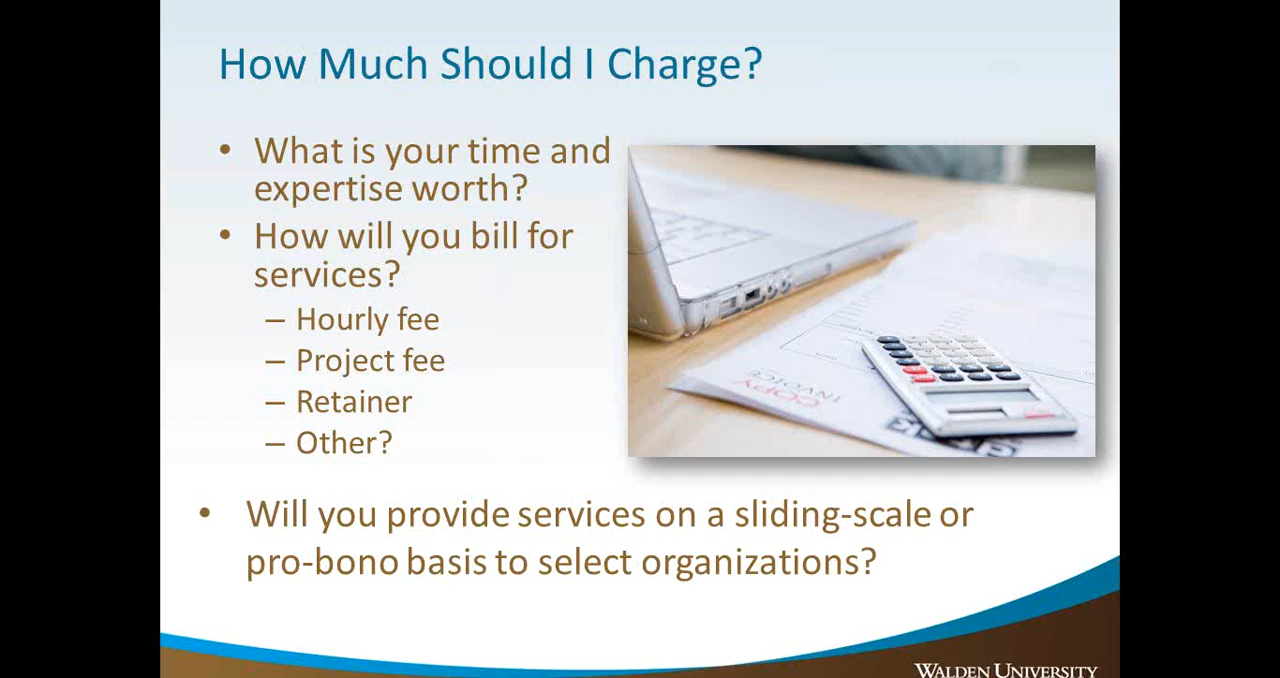 How Much Should I Charge?
• What is your time and
expertise worth?
• How will you bill for
services?
– Hourly fee
– Project fee
– Retainer
– Other?
INVOICE
COPY
• Will you provide services on a sliding-scale or
pro-bono basis to select organizations?
WALDEN UNIVERSITY